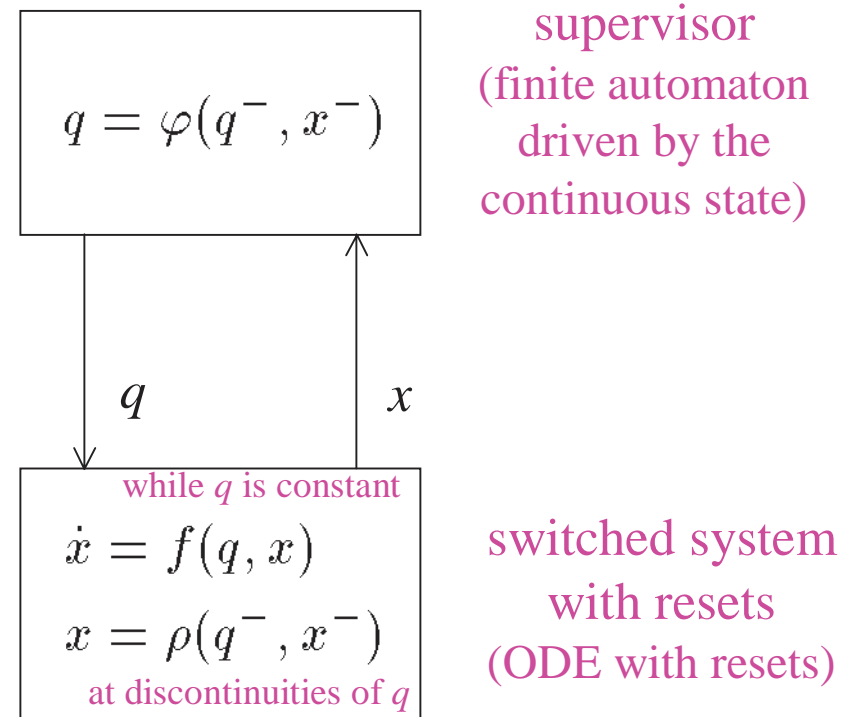 supervisor
(finite automaton
driven by the
continuous state)
q = φ(q⁻, x⁻)
q
x
while q is constant
ẋ = f(q, x)
x = ρ(q⁻, x⁻)
at discontinuities of q
switched system
with resets
(ODE with resets)